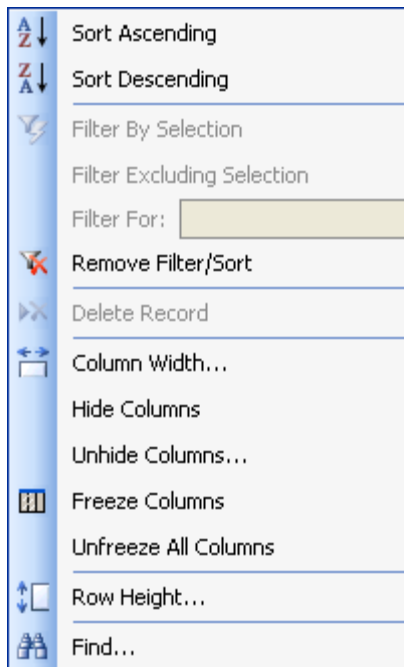 Sort Ascending
Sort Descending
Filter By Selection
Filter Excluding Selection
Filter For:
Remove Filter/Sort
Delete Record
Column Width...
Hide Columns
Unhide Columns...
Freeze Columns
Unfreeze All Columns
Row Height...
Find...